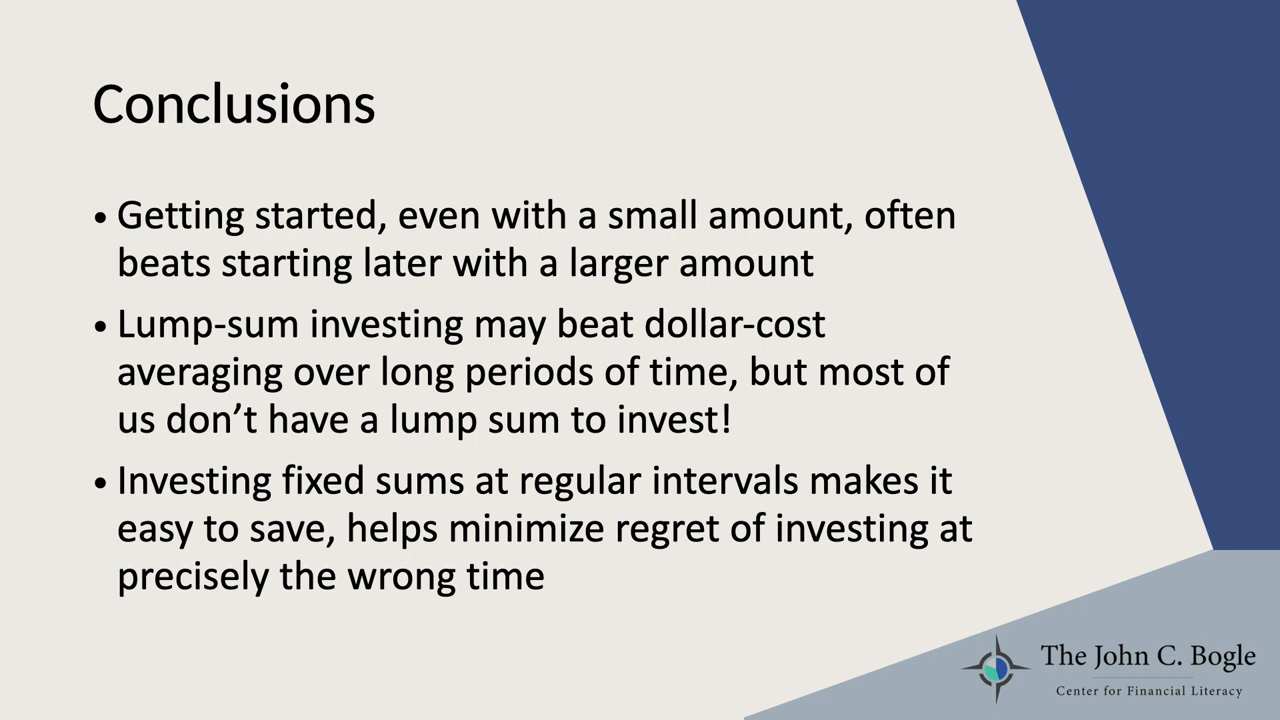 Conclusions
• Getting started, even with a small amount, often
beats starting later with a larger amount
• Lump-sum investing may beat dollar-cost
averaging over long periods of time, but most of
us don’t have a lump sum to invest!
• Investing fixed sums at regular intervals makes it
easy to save, helps minimize regret of investing at
precisely the wrong time
The John C. Bogle
Center for Financial Literacy